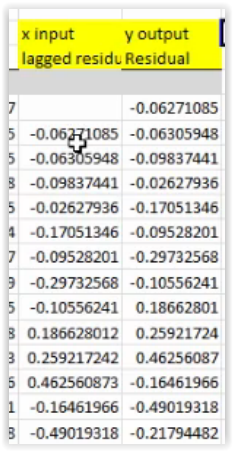 x input y output
lagged residu Residual
7 -0.06271085
5 -0.06271085 -0.06305948
5 -0.06305948 -0.09837441
8 -0.09837441 -0.02627936
5 -0.02627936 -0.17051346
4 -0.17051346 -0.09528201
7 -0.09528201 -0.29732568
9 -0.29732568 -0.10556241
5 -0.10556241 0.18662801
8 0.186628012 0.25921724
3 0.259217242 0.46256087
6 0.462560873 -0.16461966
1 -0.16461966 -0.49019318
8 -0.49019318 -0.21794482